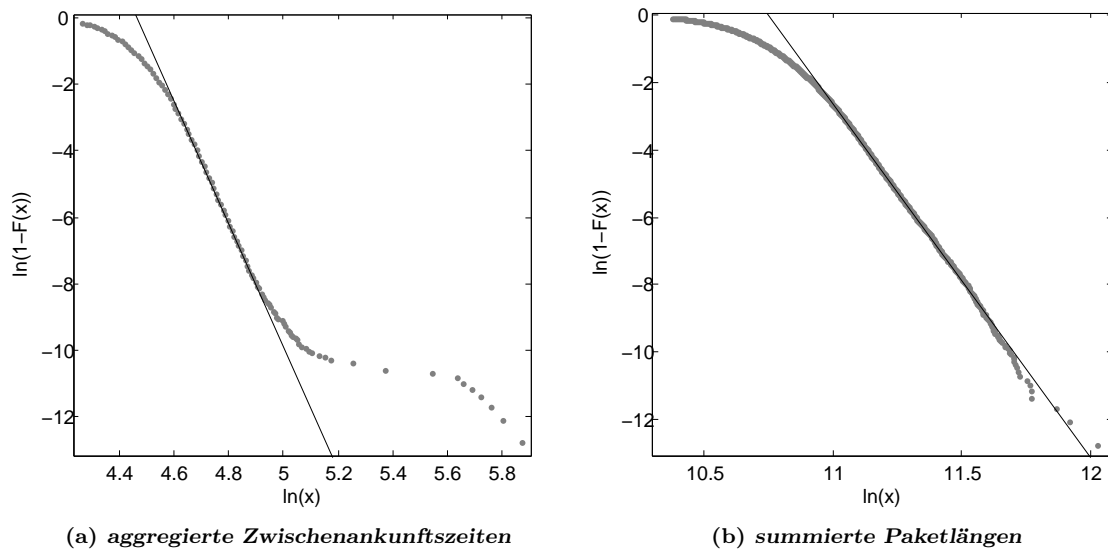 0
−2
−4
−6
−8
−10
−12
ln(1−F(x))
4.4 4.6 4.8 5 5.2 5.4 5.6 5.8
ln(x)
(a) aggregierte Zwischenankunftszeiten
0
−2
−4
−6
−8
−10
−12
ln(1−F(x))
10.5 11 11.5 12
ln(x)
(b) summierte Paketlängen